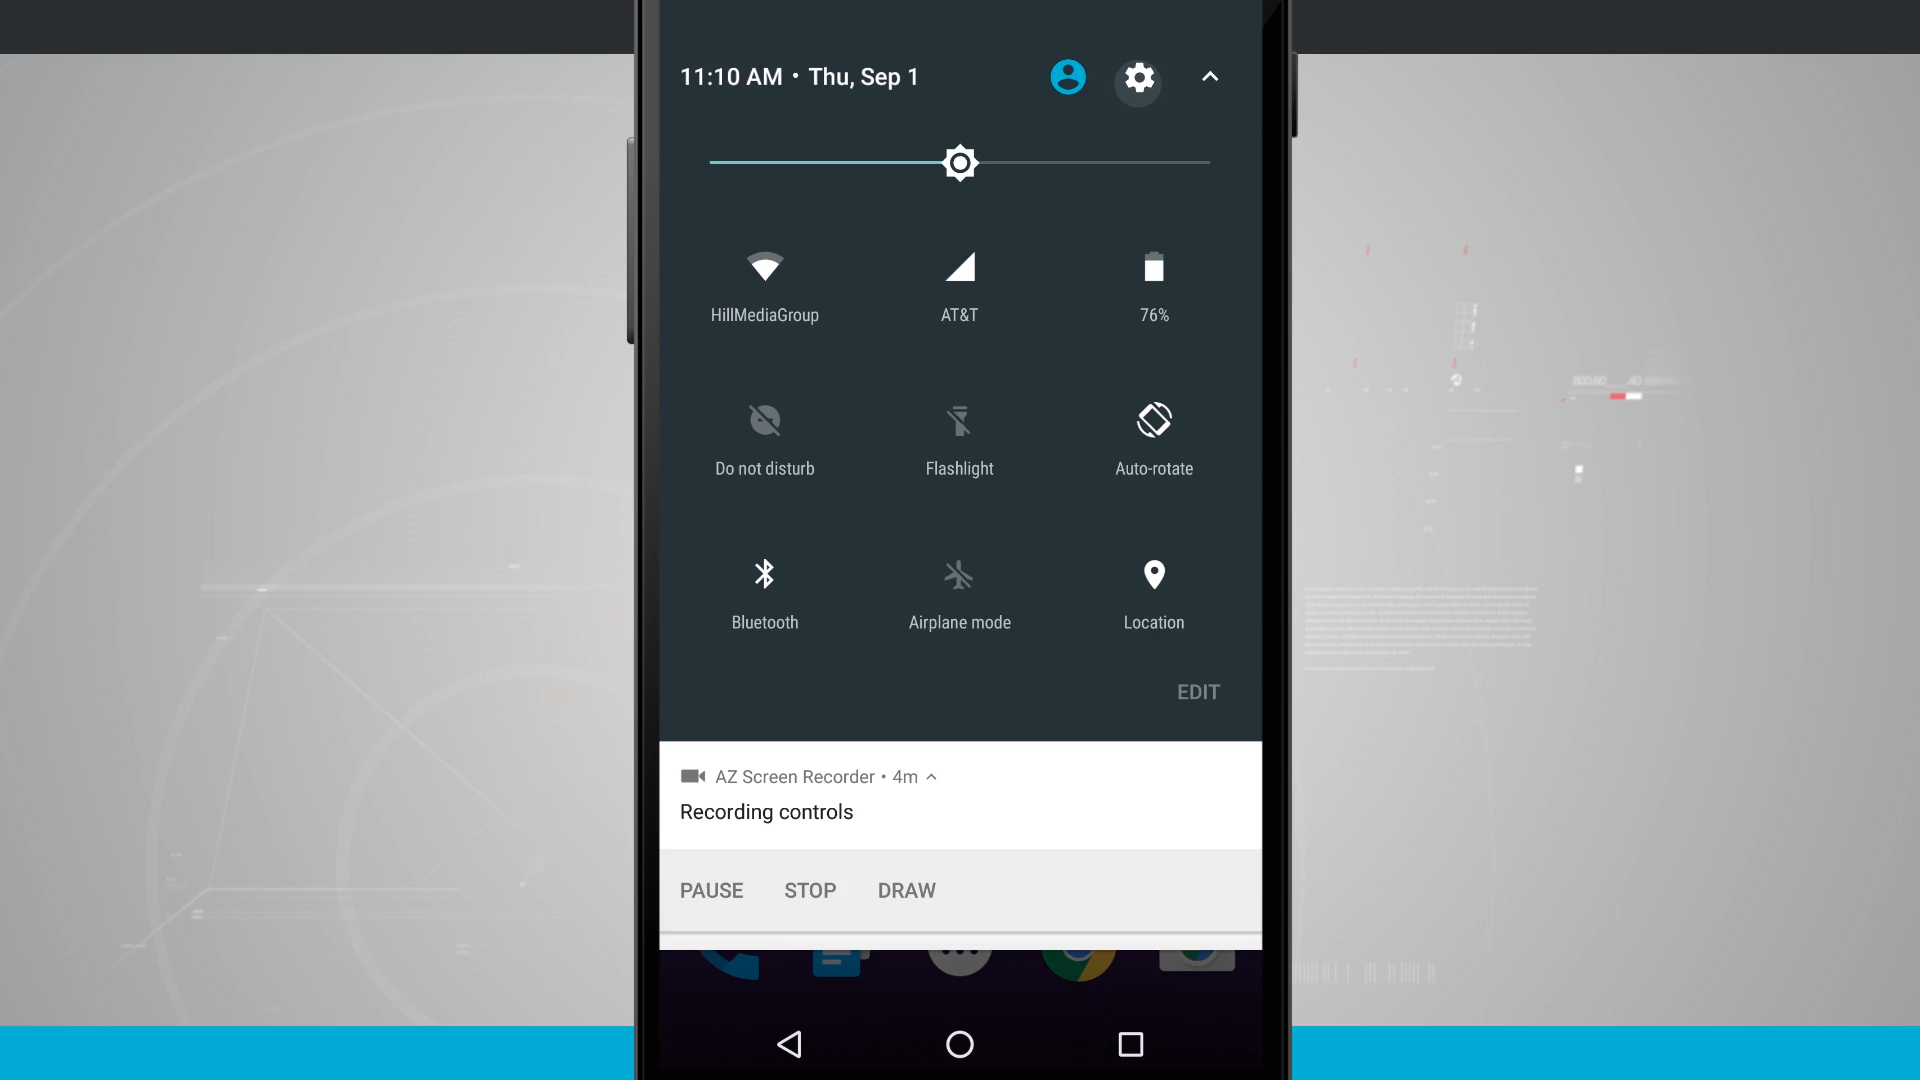 11:10 AM • Thu, Sep 1
HillMediaGroup
AT&T
76%
Do not disturb
Flashlight
Auto-rotate
Bluetooth
Airplane mode
Location
EDIT
AZ Screen Recorder • 4m
Recording controls
PAUSE
STOP
DRAW